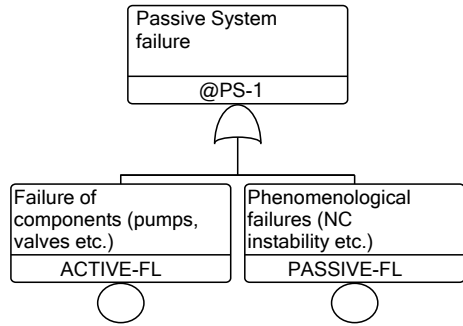 Passive System
failure
@PS-1
Failure of
components (pumps,
valves etc.)
ACTIVE-FL
Phenomenological
failures (NC
instability etc.)
PASSIVE-FL